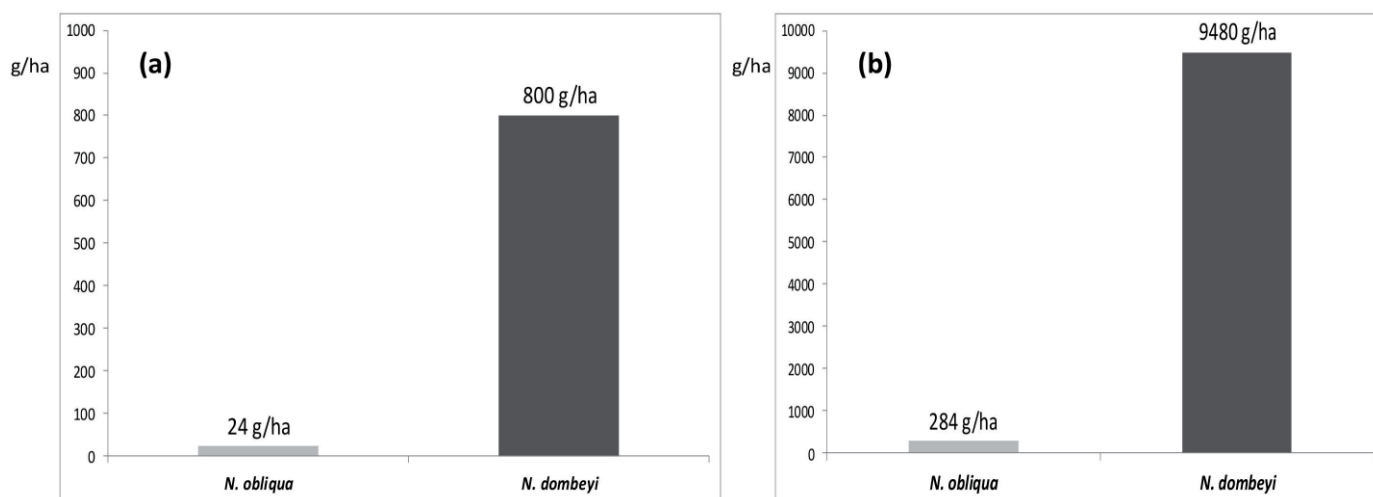 g/ha
(a)
1000
900
800
700
600
500
400
300
200
100
0
800 g/ha
24 g/ha
N. obliqua
N. dombeyi
g/ha
(b)
10000
9000
8000
7000
6000
5000
4000
3000
2000
1000
0
9480 g/ha
284 g/ha
N. obliqua
N. dombeyi